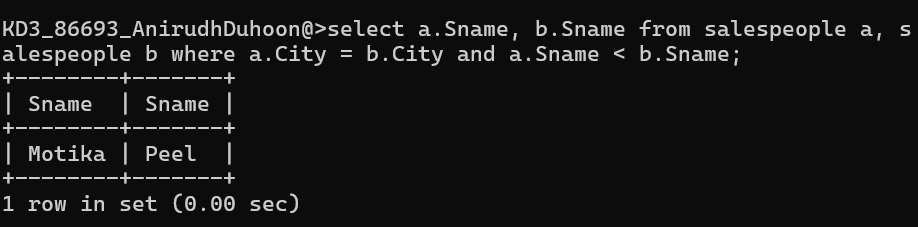 KD3_86693_AnirudhDuhoon@>select a.Sname, b.Sname from salespeople a, s
alespeople b where a.City = b.City and a.Sname < b.Sname;
+--------+-------+
| Sname  | Sname |
+--------+-------+
| Motika | Peel  |
+--------+-------+
1 row in set (0.00 sec)